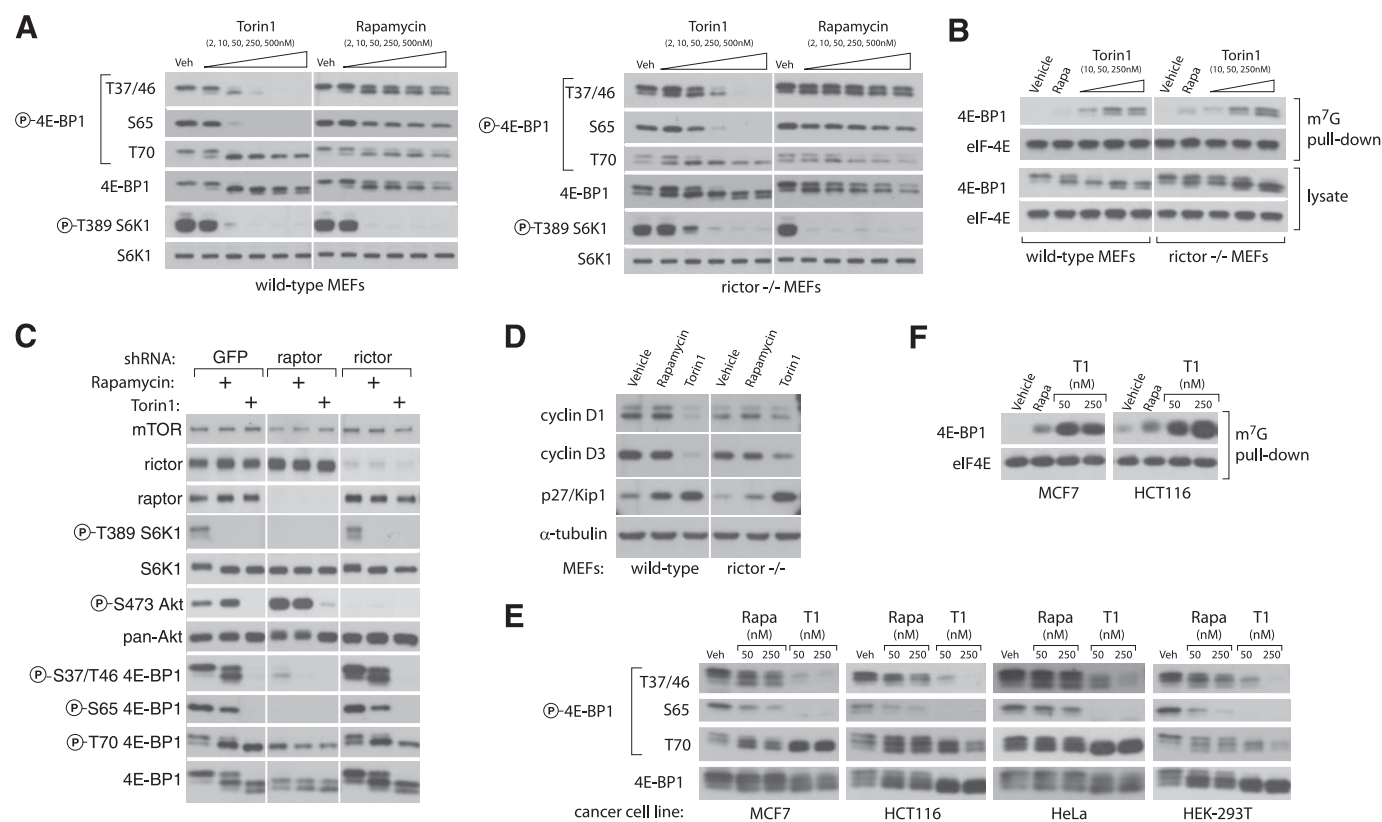 A
Torin1
(2, 10, 50, 250, 500nM)
Rapamycin
(2, 10, 50, 250, 500nM)
Veh
Veh
T37/46
Ⓟ-4E-BP1
S65
T70
4E-BP1
Ⓟ-T389 S6K1
S6K1
wild-type MEFs
Torin1
(2, 10, 50, 250, 500nM)
Rapamycin
(2, 10, 50, 250, 500nM)
Veh
Veh
T37/46
Ⓟ-4E-BP1
S65
T70
4E-BP1
Ⓟ-T389 S6K1
S6K1
rictor -/- MEFs
B
Vehicle
Rapa
Torin1
(10, 50, 250nM)
Vehicle
Rapa
Torin1
(10, 50, 250nM)
4E-BP1
eIF-4E
m⁷G
pull-down
4E-BP1
eIF-4E
lysate
wild-type MEFs
rictor -/- MEFs
C
shRNA: GFP raptor rictor
Rapamycin: + + +
Torin1: + + +
mTOR
rictor
raptor
Ⓟ-T389 S6K1
S6K1
Ⓟ-S473 Akt
pan-Akt
Ⓟ-S37/T46 4E-BP1
Ⓟ-S65 4E-BP1
Ⓟ-T70 4E-BP1
4E-BP1
D
Vehicle
Rapamycin
Torin1
Vehicle
Rapamycin
Torin1
cyclin D1
cyclin D3
p27/Kip1
α-tubulin
MEFs: wild-type rictor -/-
F
Vehicle
Rapa
T1
(nM)
50 250
Vehicle
Rapa
T1
(nM)
50 250
4E-BP1
eIF4E
m⁷G
pull-down
MCF7
HCT116
E
Rapa T1 Rapa T1 Rapa T1 Rapa T1
(nM) (nM) (nM) (nM) (nM) (nM) (nM) (nM)
Veh 50 250 50 250 Veh 50 250 50 250 Veh 50 250 50 250 Veh 50 250 50 250
T37/46
Ⓟ-4E-BP1
S65
T70
4E-BP1
cancer cell line: MCF7 HCT116 HeLa HEK-293T